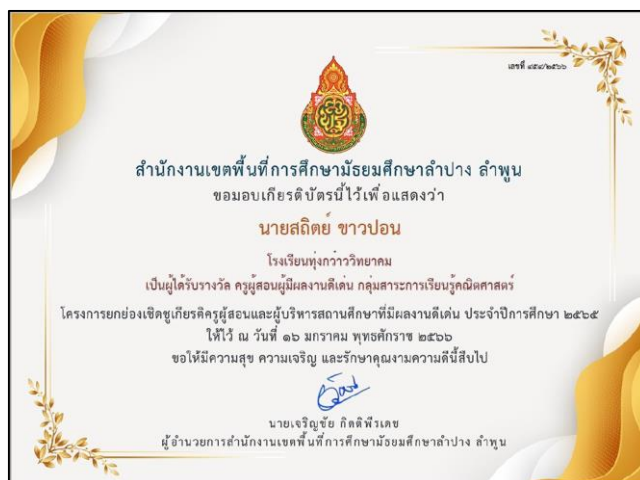 เลขที่ ๔๕๙/๒๕๖๖
สำนักงานเขตพื้นที่การศึกษามัธยมศึกษาลำปาง ลำพูน
ขอมอบเกียรติบัตรนี้ไว้เพื่อแสดงว่า
นายสถิตย์ ขาวปอน
โรงเรียนทุ่งกว๋าววิทยาคม
เป็นผู้ได้รับรางวัล ครูผู้สอนผู้มีผลงานดีเด่น กลุ่มสาระการเรียนรู้คณิตศาสตร์
โครงการยกย่องเชิดชูเกียรติครูผู้สอนและผู้บริหารสถานศึกษาที่มีผลงานดีเด่น ประจำปีการศึกษา ๒๕๖๕
ให้ไว้ ณ วันที่ ๑๖ มกราคม พุทธศักราช ๒๕๖๖
ขอให้มีความสุข ความเจริญ และรักษาคุณงามความดีนี้สืบไป
นายเจริญชัย กิตติพีรเดช
ผู้อำนวยการสำนักงานเขตพื้นที่การศึกษามัธยมศึกษาลำปาง ลำพูน